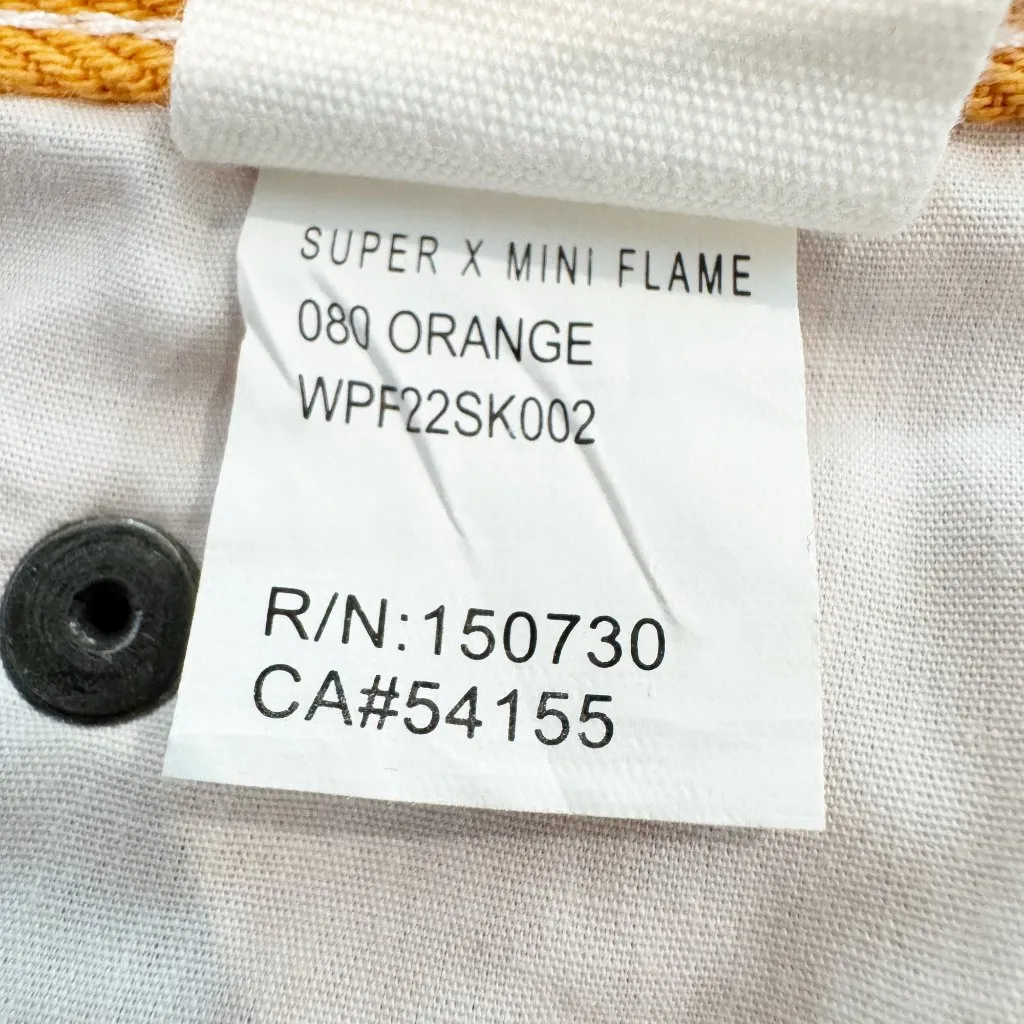 SUPER X MINI FLAME
080 ORANGE
WPF22SK002
R/N:150730
CA#54155